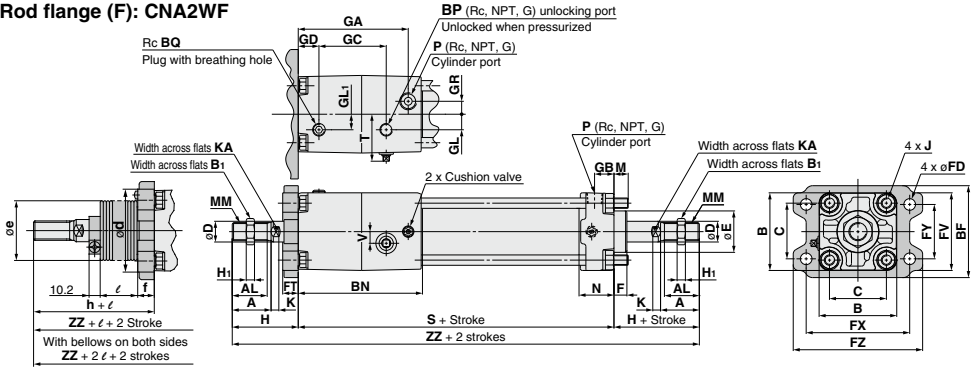 Rod flange (F): CNA2WF
BP (Rc, NPT, G) unlocking port
Unlocked when pressurized
GA
GD
GC
Rc BQ
Plug with breathing hole
P (Rc, NPT, G)
Cylinder port
GR
GL1
T
GL
P (Rc, NPT, G)
Cylinder port
Width across flats KA
Width across flats B1
2 x Cushion valve
GB
M
Width across flats KA
Width across flats B1
4 x J
4 x øFD
MM
MM
øe
ød
øD
V
øD
øE
B
C
FY
FV
BF
H1
H1
AL
AL
10.2
ℓ
f
FT
BN
N
F
A
K
K
A
C
h + ℓ
H
S + Stroke
H + Stroke
B
ZZ + ℓ + 2 Stroke
ZZ + 2 strokes
FX
With bellows on both sides
FZ
ZZ + 2 ℓ + 2 strokes